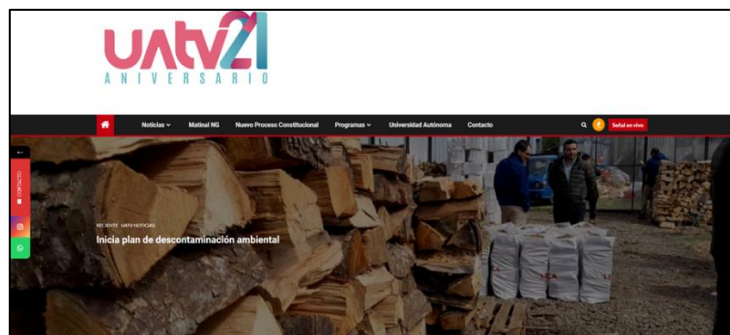 uatv21
ANIVERSARIO
Noticias
Matinal NG
Nuevo Proceso Constitucional
Programas
Universidad Autónoma
Contacto
Señal en vivo
CONTACTO
RECIENTE UATV NOTICIAS
Inicia plan de descontaminación ambiental